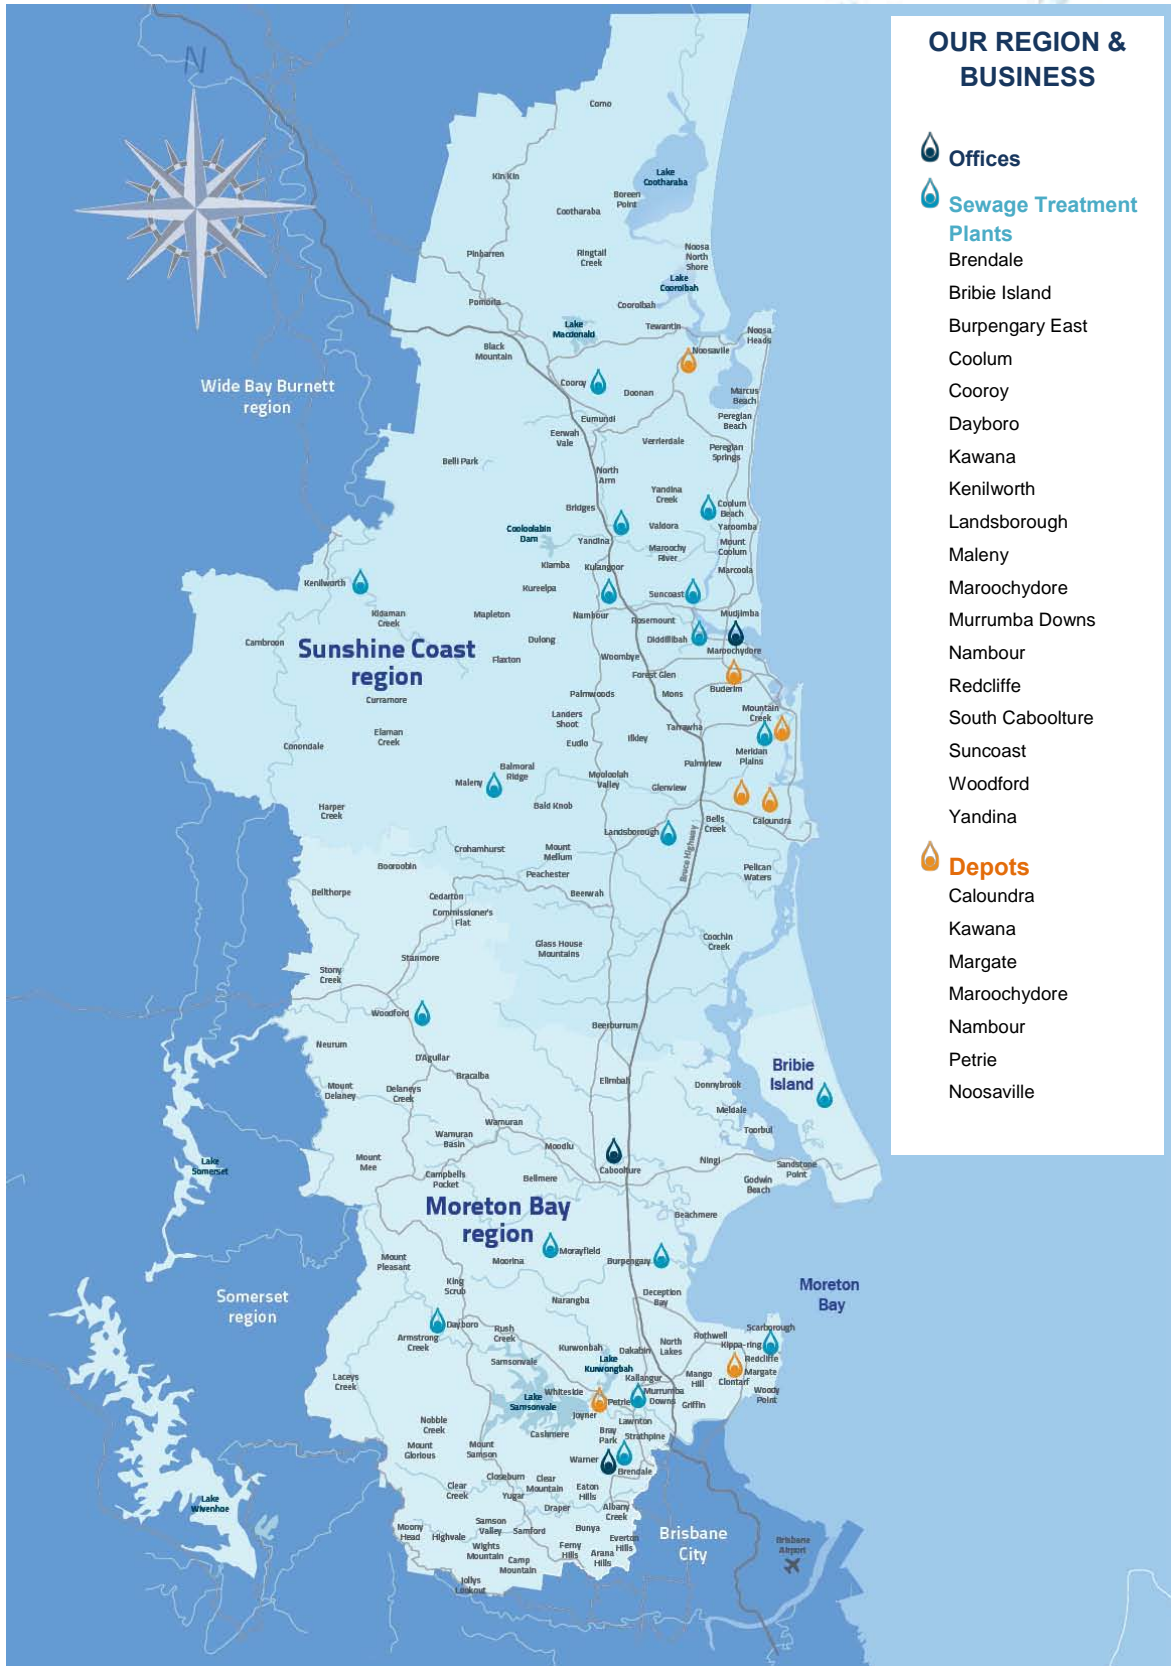 OUR REGION &
BUSINESS
Offices
Sewage Treatment
Plants
Brendale
Bribie Island
Burpengary East
Coolum
Cooroy
Dayboro
Kawana
Kenilworth
Landsborough
Maleny
Maroochydore
Murrumba Downs
Nambour
Redcliffe
South Caboolture
Suncoast
Woodford
Yandina
Depots
Caloundra
Kawana
Margate
Maroochydore
Nambour
Petrie
Noosaville
N
Como
Kin Kin
Lake
Cootharaba
Boreen
Point
Cootharaba
Pinbarren
Ringtail
Creek
Noosa
North
Shore
Lake
Cooroibah
Pomona
Cooroibah
Lake
Macdonald
Tewantin
Noosa
Heads
Black
Mountain
Noosaville
Wide Bay Burnett
region
Cooroy
Doonan
Marcus
Beach
Eumundi
Peregian
Beach
Eerwah
Vale
Verrierdale
Peregian
Springs
Belli Park
North
Arm
Yandina
Creek
Bridges
Coolum
Beach
Cooloolabin
Dam
Valdora
Yaroomba
Yandina
Maroochy
River
Mount
Coolum
Kiamba
Kulangoor
Marcoola
Kenilworth
Kureelpa
Suncoast
Kidaman
Creek
Mapleton
Nambour
Rosemount
Mudjimba
Cambroon
Sunshine Coast
region
Dulong
Diddillibah
Maroochydore
Flaxton
Woombye
Forest Glen
Buderim
Curramore
Palmwoods
Mons
Landers
Shoot
Mountain
Creek
Elaman
Creek
Ilkley
Tanawha
Conondale
Eudlo
Meridan
Plains
Palmview
Balmoral
Ridge
Maleny
Mooloolah
Valley
Glenview
Harper
Creek
Bald Knob
Bells
Creek
Caloundra
Landsborough
Bruce Highway
Crohamhurst
Mount
Mellum
Booroobin
Peachester
Pelican
Waters
Bellthorpe
Cedarton
Beerwah
Commissioner's
Flat
Glass House
Mountains
Coochin
Creek
Stanmore
Stony
Creek
Woodford
Beerburrum
Neurum
D'Aguilar
Bribie
Island
Bracalba
Elimbah
Mount
Delaney
Delaneys
Creek
Donnybrook
Meldale
Wamuran
Toorbul
Wamuran
Basin
Moodlu
Mount
Mee
Lake
Somerset
Caboolture
Ningi
Sandstone
Point
Campbells
Pocket
Bellmere
Godwin
Beach
Moreton Bay
region
Beachmere
Morayfield
Mount
Pleasant
Moorina
Burpengary
King
Scrub
Moreton
Bay
Somerset
region
Narangba
Deception
Bay
Dayboro
Rush
Creek
Scarborough
Armstrong
Creek
Rothwell
North
Lakes
Kippa-ring
Kurwongbah
Dakabin
Samsonvale
Lake
Kurwongbah
Redcliffe
Laceys
Creek
Kallangur
Mango
Hill
Margate
Clontarf
Whiteside
Murrumba
Downs
Woody
Point
Lake
Samsonvale
Petrie
Griffin
Joyner
Nobble
Creek
Lawnton
Cashmere
Bray
Park
Strathpine
Mount
Glorious
Mount
Samson
Warner
Brendale
Closeburn
Clear
Mountain
Clear
Creek
Yugar
Eaton
Hills
Lake
Wivenhoe
Draper
Albany
Creek
Samson
Valley
Samford
Bunya
Moony
Head
Highvale
Everton
Hills
Brisbane
City
Brisbane
Airport
Wights
Mountain
Ferny
Hills
Arana
Hills
Camp
Mountain
Jollys
Lookout